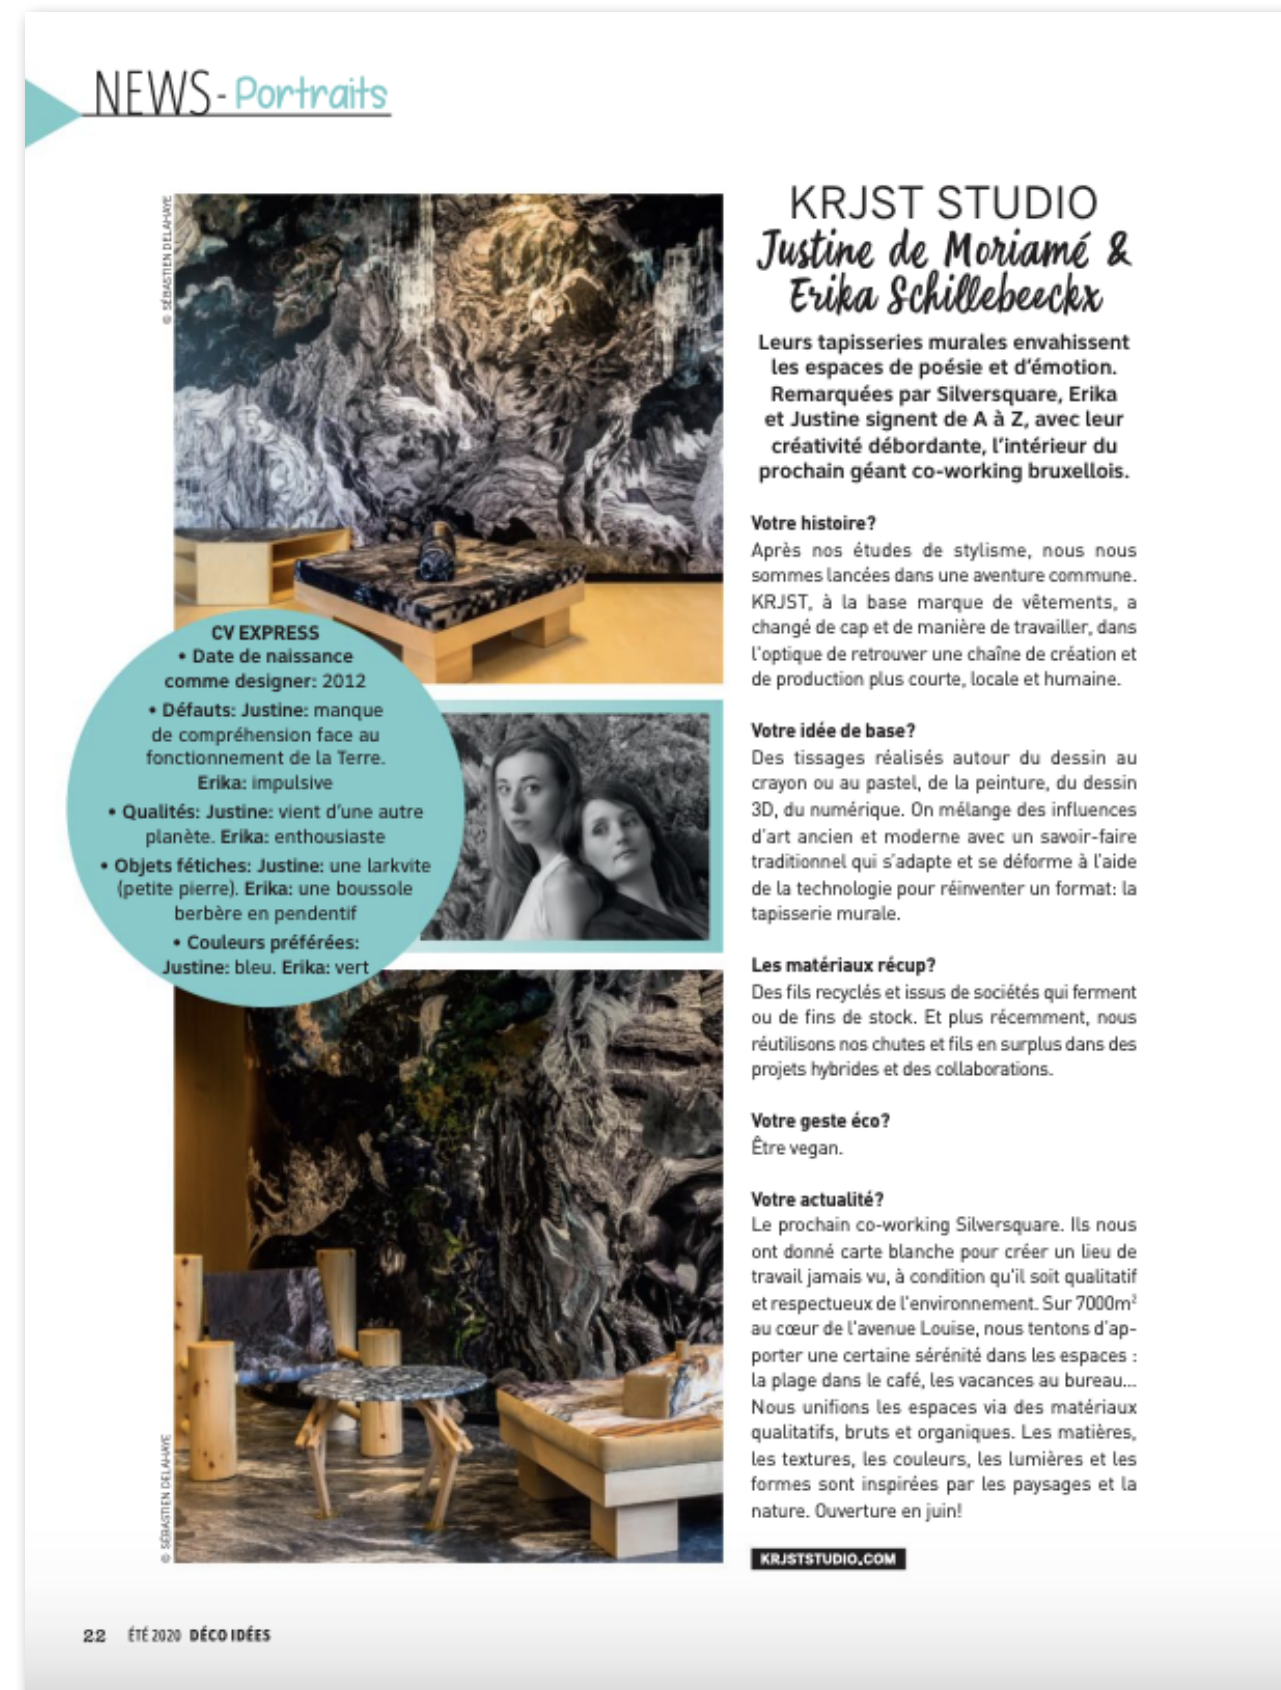 NEWS - Portraits
© SÉBASTIEN DELAHAYE
KRJST STUDIO
Justine de Moriamé &
Erika Schillebeeckx
Leurs tapisseries murales envahissent
les espaces de poésie et d’émotion.
Remarquées par Silversquare, Erika
et Justine signent de A à Z, avec leur
créativité débordante, l’intérieur du
prochain géant co-working bruxellois.
Votre histoire?
Après nos études de stylisme, nous nous
sommes lancées dans une aventure commune.
KRJST, à la base marque de vêtements, a
changé de cap et de manière de travailler, dans
l’optique de retrouver une chaîne de création et
de production plus courte, locale et humaine.
Votre idée de base?
Des tissages réalisés autour du dessin au
crayon ou au pastel, de la peinture, du dessin
3D, du numérique. On mélange des influences
d’art ancien et moderne avec un savoir-faire
traditionnel qui s’adapte et se déforme à l’aide
de la technologie pour réinventer un format: la
tapisserie murale.
Les matériaux récup?
Des fils recyclés et issus de sociétés qui ferment
ou de fins de stock. Et plus récemment, nous
réutilisons nos chutes et fils en surplus dans des
projets hybrides et des collaborations.
Votre geste éco?
Être vegan.
Votre actualité?
Le prochain co-working Silversquare. Ils nous
ont donné carte blanche pour créer un lieu de
travail jamais vu, à condition qu’il soit qualitatif
et respectueux de l’environnement. Sur 7000m²
au cœur de l’avenue Louise, nous tentons d’ap-
porter une certaine sérénité dans les espaces :
la plage dans le café, les vacances au bureau...
Nous unifions les espaces via des matériaux
qualitatifs, bruts et organiques. Les matières,
les textures, les couleurs, les lumières et les
formes sont inspirées par les paysages et la
nature. Ouverture en juin!
KRJSTSTUDIO.COM
CV EXPRESS
• Date de naissance
comme designer: 2012
• Défauts: Justine: manque
de compréhension face au
fonctionnement de la Terre.
Erika: impulsive
• Qualités: Justine: vient d’une autre
planète. Erika: enthousiaste
• Objets fétiches: Justine: une larkvite
(petite pierre). Erika: une boussole
berbère en pendentif
• Couleurs préférées:
Justine: bleu. Erika: vert
© SÉBASTIEN DELAHAYE
22 ÉTÉ 2020 DÉCO IDÉES